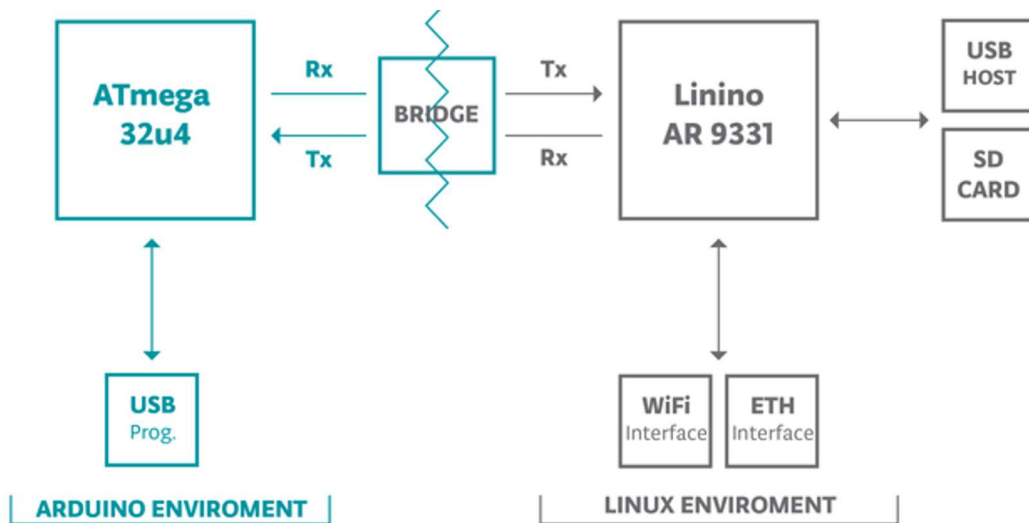 ATmega
32u4
Rx
Tx
BRIDGE
Tx
Rx
Linino
AR 9331
USB
HOST
SD
CARD
USB
Prog.
WiFi
Interface
ETH
Interface
ARDUINO ENVIROMENT
LINUX ENVIROMENT